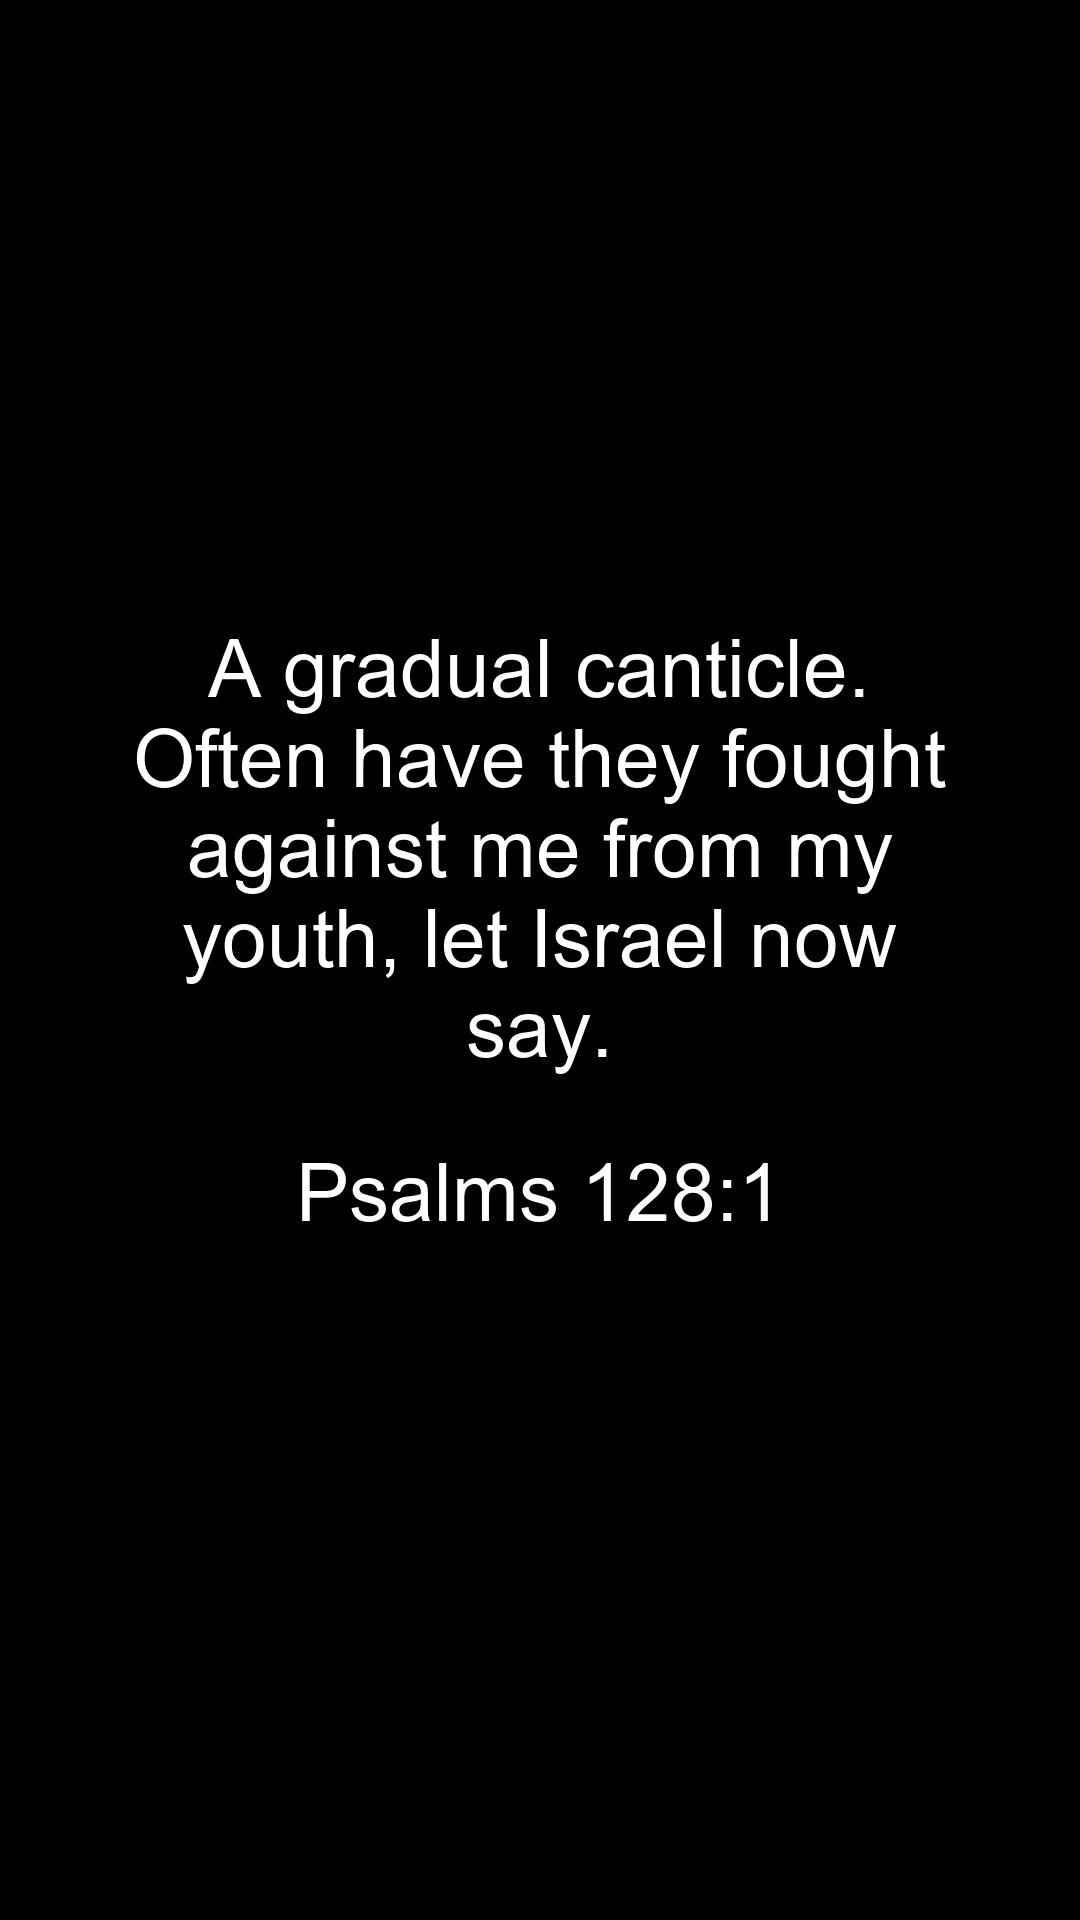 A gradual canticle.
Often have they fought
against me from my
youth, let Israel now
say.
Psalms 128:1